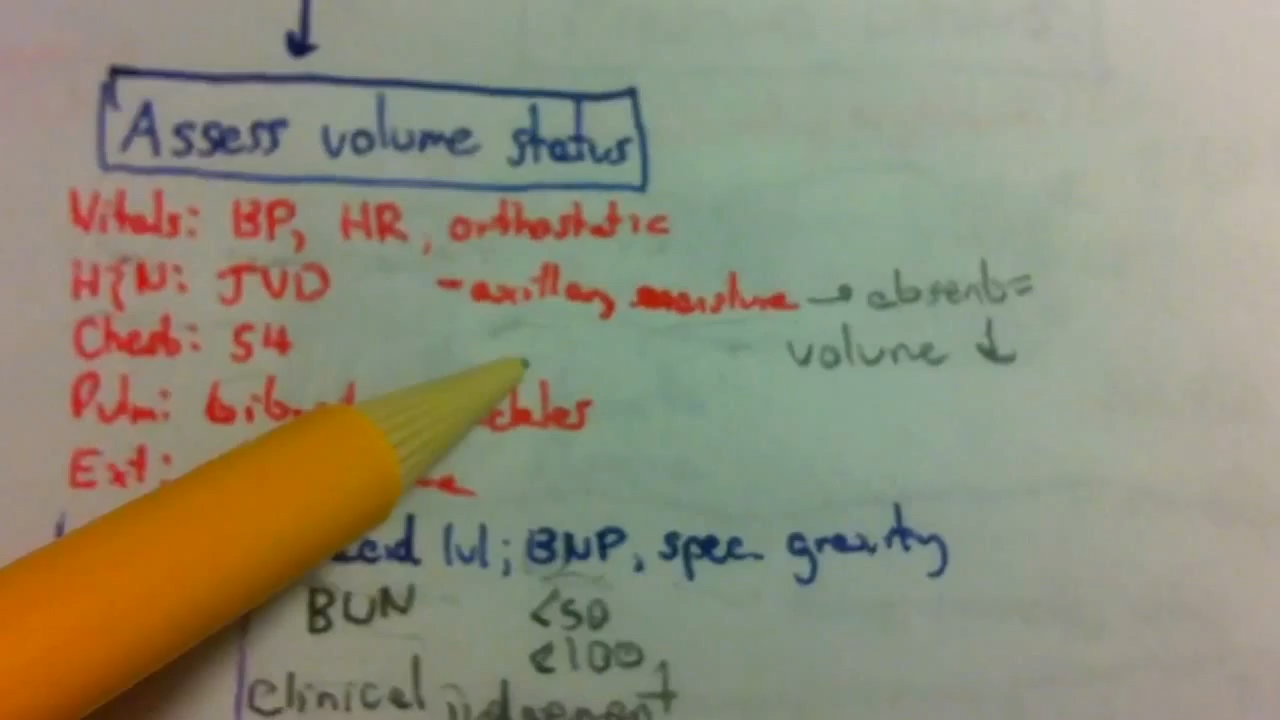 Assess volume status
Vitals: BP, HR, orthostatic
H&N: JVD - axillary moisture → absent =
volume ↓
Chest: S4
Pulm:
Ext:
lvl; BNP, spec gravity
BUN <50
<100
Clinical judgement